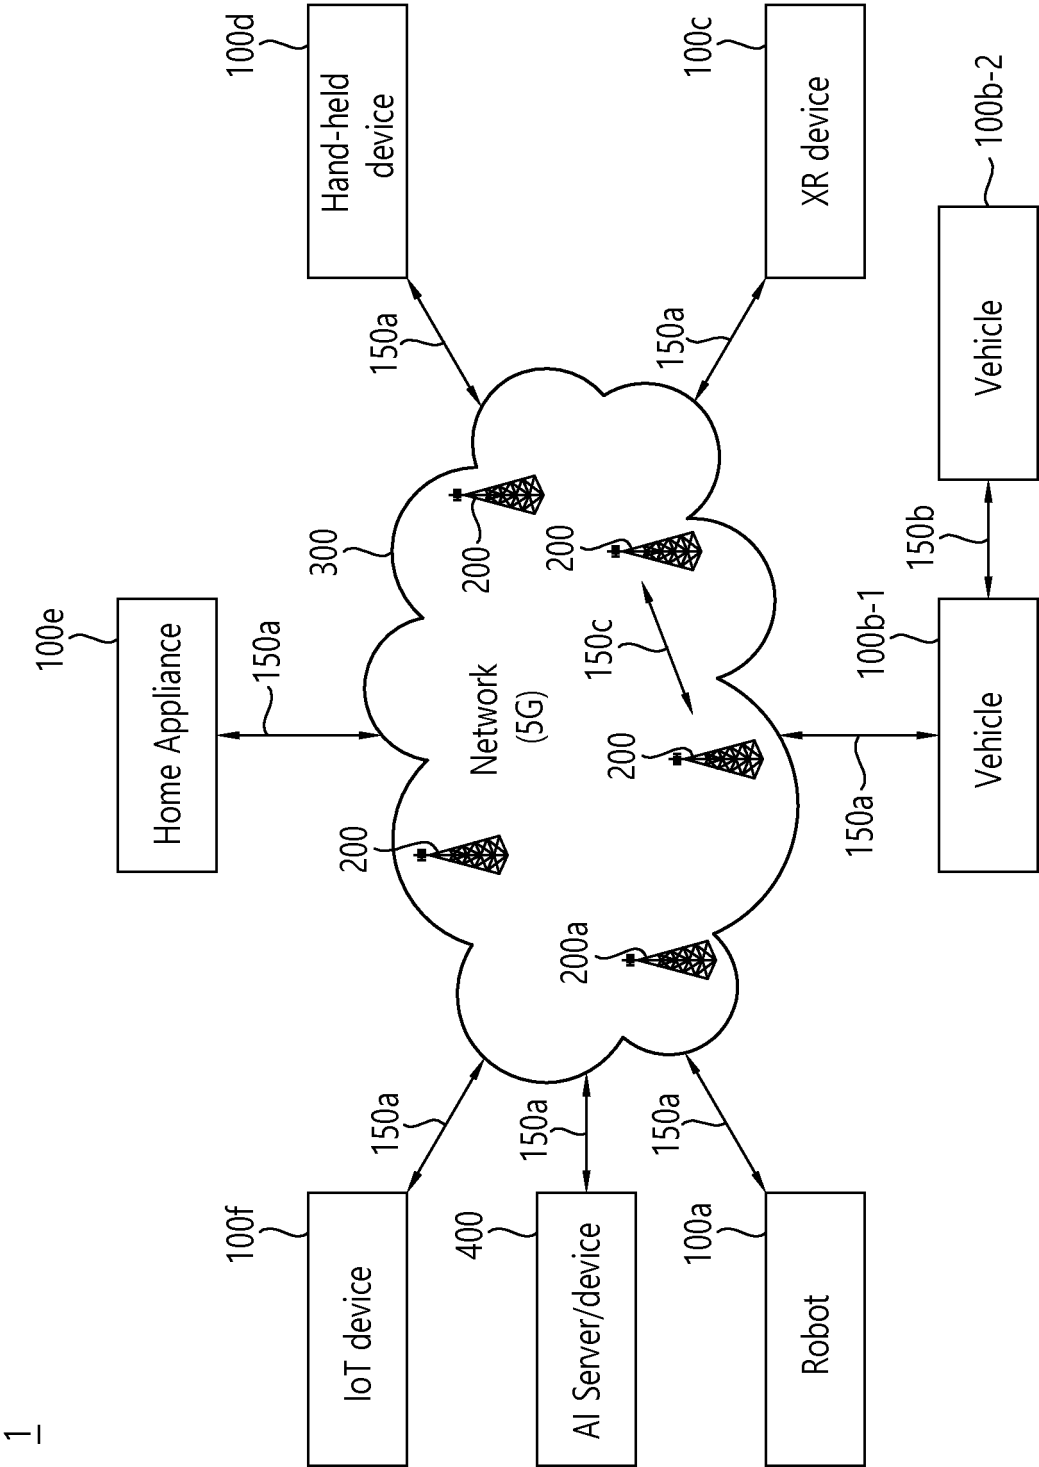 1
100f
IoT device
150a
400
AI Server/device
150a
100a
Robot
150a
100e
Home Appliance
150a
300
Network
(5G)
200
200
200
200
200a
150c
100d
Hand-held
device
150a
100c
XR device
150a
100b-1
Vehicle
150a
150b
100b-2
Vehicle